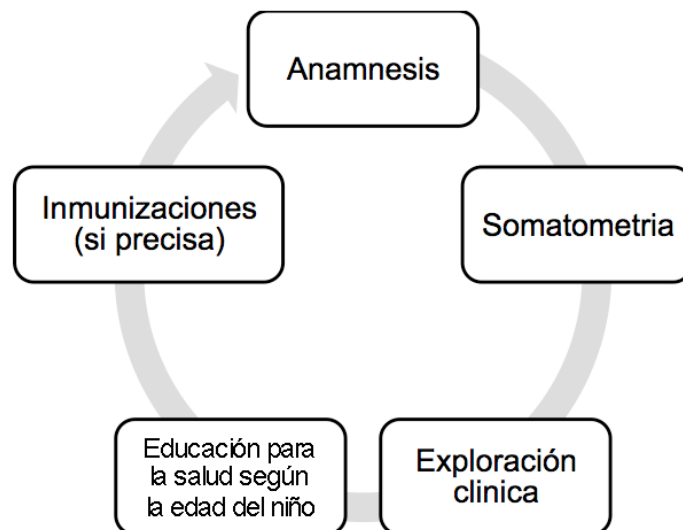 Anamnesis
Somatometria
Exploración
clinica
Educación para
la salud según
la edad del niño
Inmunizaciones
(si precisa)